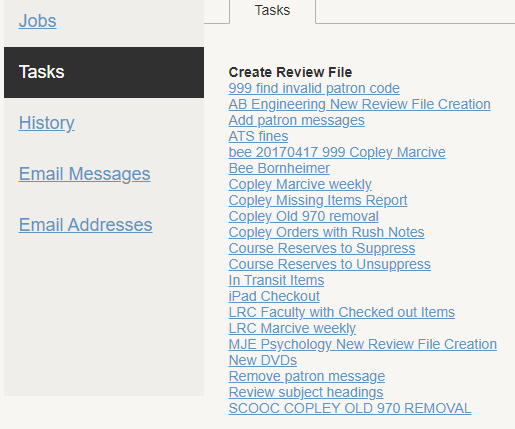 Jobs
Tasks
History
Email Messages
Email Addresses
Tasks
Create Review File
999 find invalid patron code
AB Engineering New Review File Creation
Add patron messages
ATS fines
bee 20170417 999 Copley Marcive
Bee Bornheimer
Copley Marcive weekly
Copley Missing Items Report
Copley Old 970 removal
Copley Orders with Rush Notes
Course Reserves to Suppress
Course Reserves to Unsuppress
In Transit Items
iPad Checkout
LRC Faculty with Checked out Items
LRC Marcive weekly
MJE Psychology New Review File Creation
New DVDs
Remove patron message
Review subject headings
SCOOC COPLEY OLD 970 REMOVAL